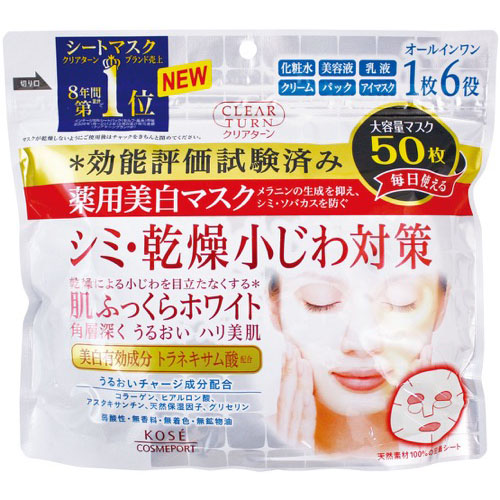 シートマスク
クリアターン ブランド売上
8年間
第1位
NEW
切り口
CLEAR
TURN
クリアターン
オールインワン
化粧水 美容液 乳液
クリーム パック アイマスク
1枚6役
大容量マスク
50枚
毎日使える
*効能評価試験済み
薬用美白マスク
メラニンの生成を抑え、
シミ・ソバカスを防ぐ
シミ・乾燥小じわ対策
乾燥による小じわを目立たなくする*
肌ふっくらホワイト
角層深く うるおい ハリ美肌
美白有効成分 トラネキサム酸 配合
うるおいチャージ成分配合
コラーゲン、ヒアルロン酸、
アスタキサンチン、天然保湿因子、グリセリン
弱酸性・無香料・無着色・無鉱物油
KOSÉ
COSMEPORT
天然素材100%の
シート